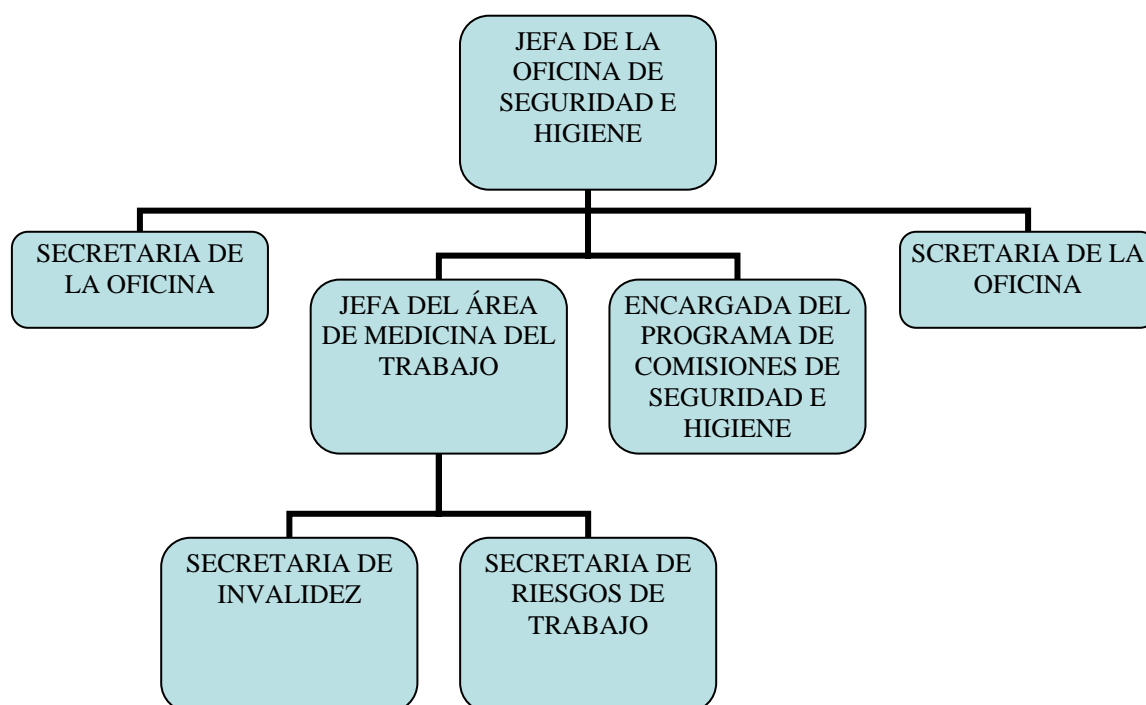 JEFA DE LA
OFICINA DE
SEGURIDAD E
HIGIENE
SECRETARIA DE
LA OFICINA
SCRETARIA DE LA
OFICINA
JEFA DEL ÁREA
DE MEDICINA DEL
TRABAJO
ENCARGADA DEL
PROGRAMA DE
COMISIONES DE
SEGURIDAD E
HIGIENE
SECRETARIA DE
INVALIDEZ
SECRETARIA DE
RIESGOS DE
TRABAJO